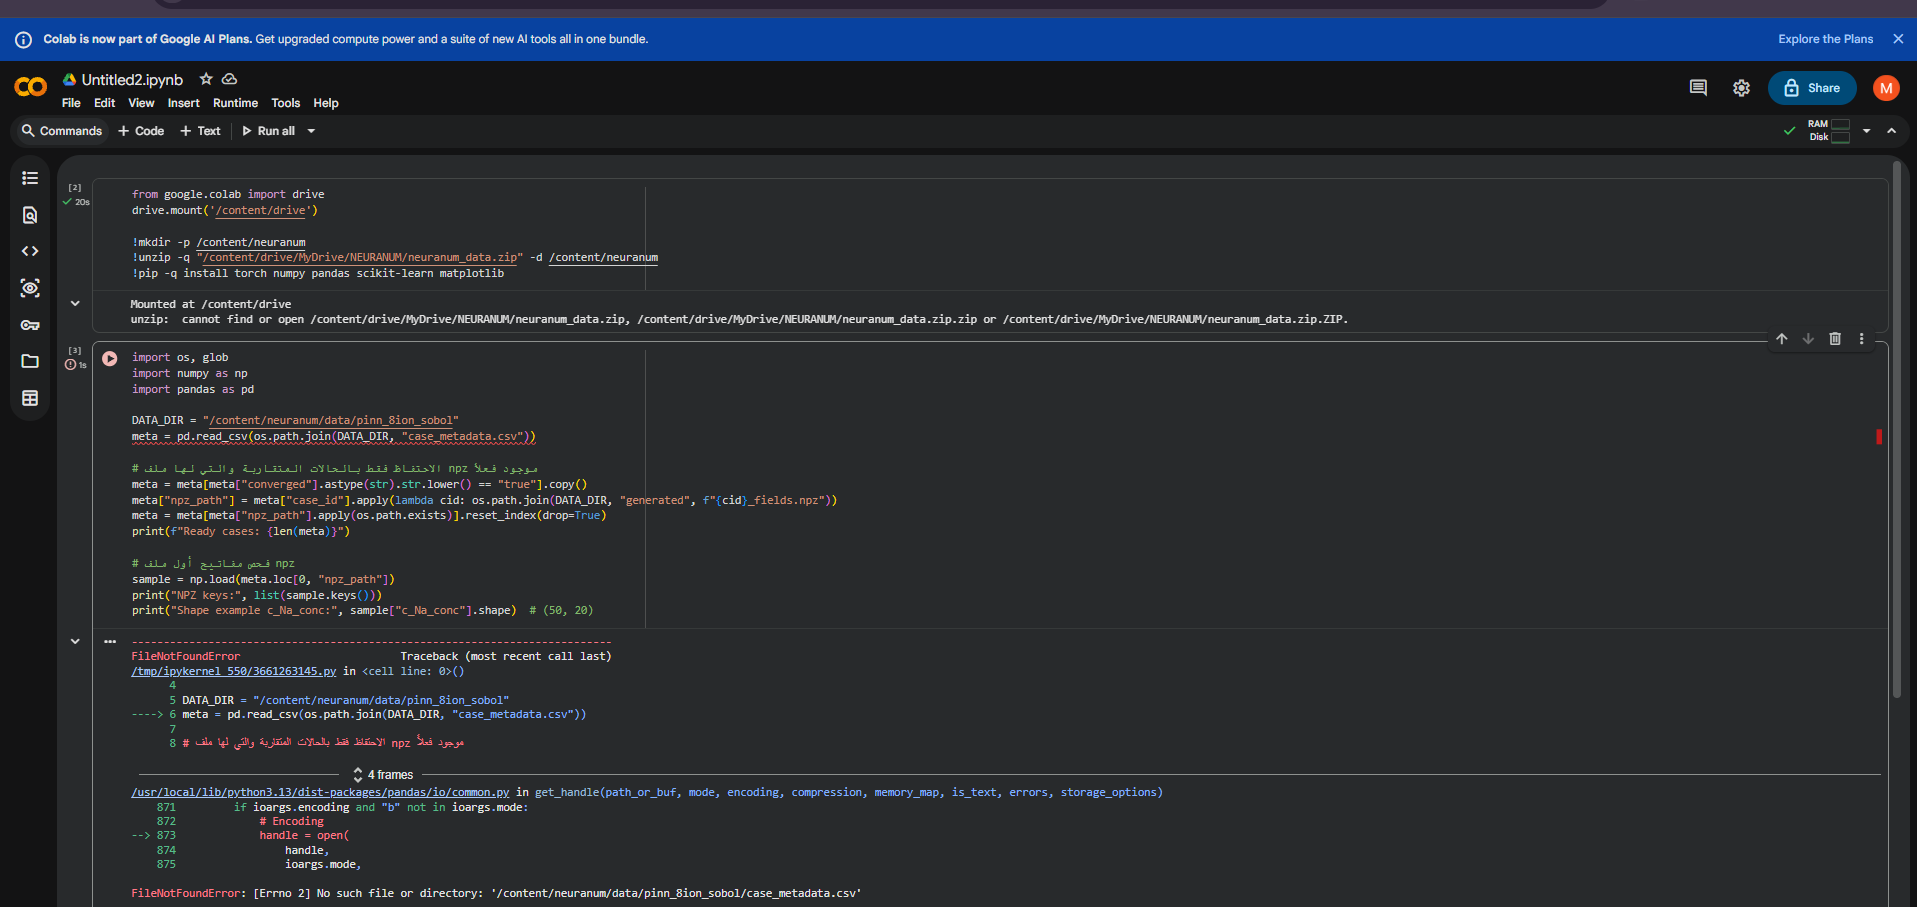 Colab is now part of Google AI Plans. Get upgraded compute power and a suite of new AI tools all in one bundle.
Explore the Plans
Untitled2.ipynb
File Edit View Insert Runtime Tools Help
Share
M
Commands + Code + Text Run all
RAM
Disk
[2]
20s
from google.colab import drive
drive.mount('/content/drive')
!mkdir -p /content/neuranum
!unzip -q "/content/drive/MyDrive/NEURANUM/neuranum_data.zip" -d /content/neuranum
!pip -q install torch numpy pandas scikit-learn matplotlib
Mounted at /content/drive
unzip:  cannot find or open /content/drive/MyDrive/NEURANUM/neuranum_data.zip, /content/drive/MyDrive/NEURANUM/neuranum_data.zip.zip or /content/drive/MyDrive/NEURANUM/neuranum_data.zip.ZIP.
[3]
1s
import os, glob
import numpy as np
import pandas as pd
DATA_DIR = "/content/neuranum/data/pinn_8ion_sobol"
meta = pd.read_csv(os.path.join(DATA_DIR, "case_metadata.csv"))
# الاحتفاظ فقط بالحالات المتقاربة والتي لها ملف npz موجود فعلاً
meta = meta[meta["converged"].astype(str).str.lower() == "true"].copy()
meta["npz_path"] = meta["case_id"].apply(lambda cid: os.path.join(DATA_DIR, "generated", f"{cid}_fields.npz"))
meta = meta[meta["npz_path"].apply(os.path.exists)].reset_index(drop=True)
print(f"Ready cases: {len(meta)}")
# فحص مفاتيح أول ملف npz
sample = np.load(meta.loc[0, "npz_path"])
print("NPZ keys:", list(sample.keys()))
print("Shape example c_Na_conc:", sample["c_Na_conc"].shape)  # (50, 20)
---------------------------------------------------------------------------
FileNotFoundError                         Traceback (most recent call last)
/tmp/ipykernel_550/3661263145.py in <cell line: 0>()
4
5 DATA_DIR = "/content/neuranum/data/pinn_8ion_sobol"
----> 6 meta = pd.read_csv(os.path.join(DATA_DIR, "case_metadata.csv"))
7
8 # الاحتفاظ فقط بالحالات المتقاربة والتي لها ملف npz موجود فعلاً
4 frames
/usr/local/lib/python3.13/dist-packages/pandas/io/common.py in get_handle(path_or_buf, mode, encoding, compression, memory_map, is_text, errors, storage_options)
871         if ioargs.encoding and "b" not in ioargs.mode:
872             # Encoding
--> 873             handle = open(
874                 handle,
875                 ioargs.mode,
FileNotFoundError: [Errno 2] No such file or directory: '/content/neuranum/data/pinn_8ion_sobol/case_metadata.csv'